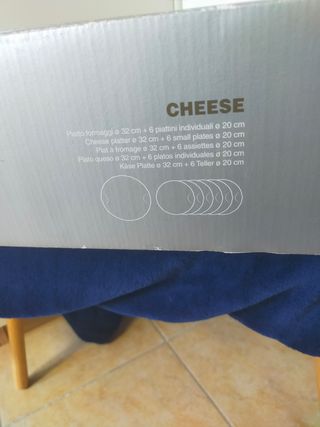 CHEESE
Piatto formaggi ø 32 cm + 6 piattini individuali ø 20 cm
Cheese platter ø 32 cm + 6 small plates ø 20 cm
Plat à fromage ø 32 cm + 6 assiettes ø 20 cm
Plato queso ø 32 cm + 6 platos individuales ø 20 cm
Käse Platte ø 32 cm + 6 Teller ø 20 cm